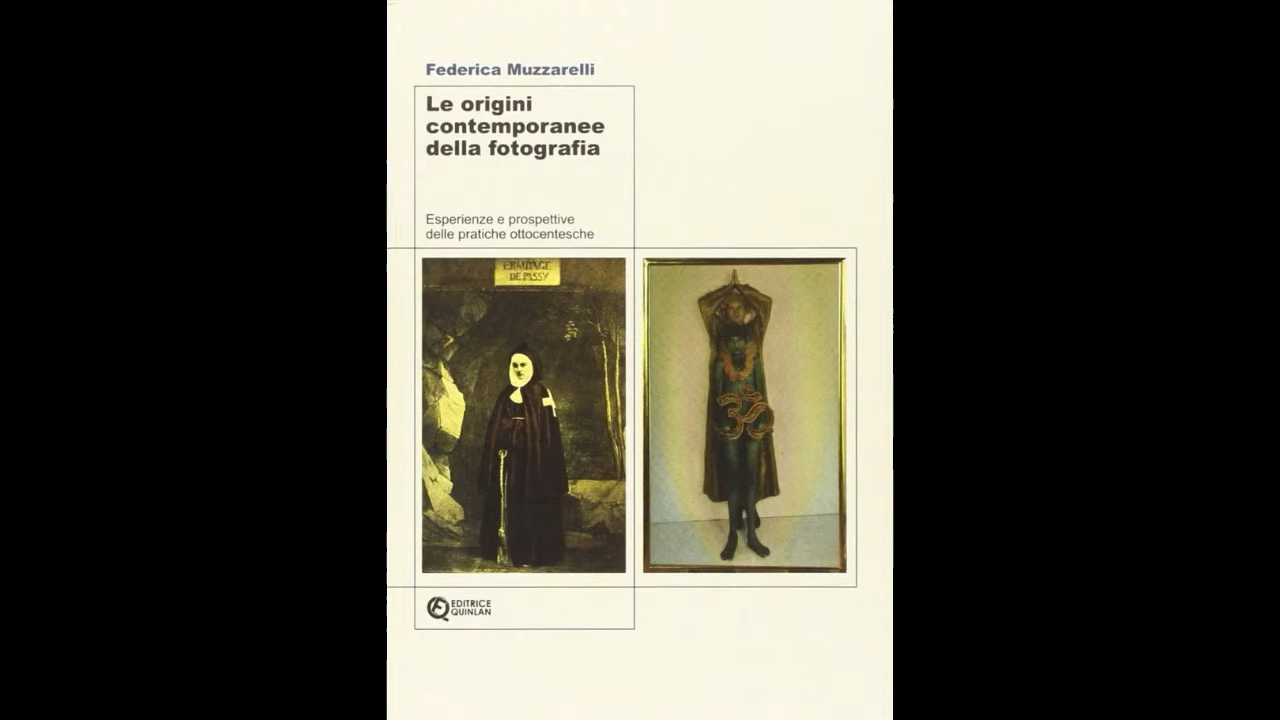 Federica Muzzarelli
Le origini
contemporanee
della fotografia
Esperienze e prospettive
delle pratiche ottocentesche
ERMITAGE
DE PASSY
ॐ
EDITRICE
QUINLAN